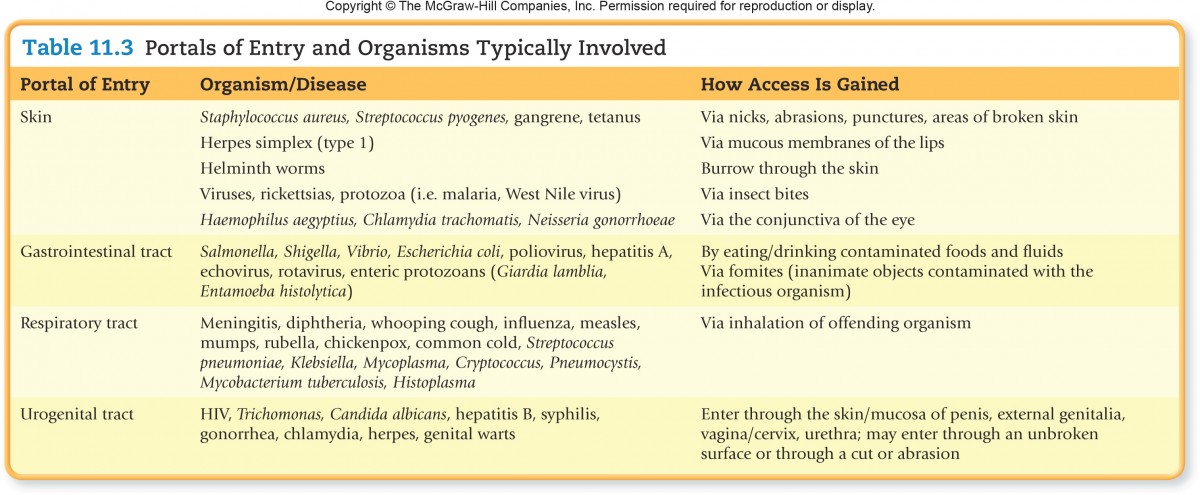 Copyright © The McGraw-Hill Companies, Inc. Permission required for reproduction or display.
Table 11.3 Portals of Entry and Organisms Typically Involved
Portal of Entry Organism/Disease How Access Is Gained
Skin Staphylococcus aureus, Streptococcus pyogenes, gangrene, tetanus Via nicks, abrasions, punctures, areas of broken skin
Herpes simplex (type 1) Via mucous membranes of the lips
Helminth worms Burrow through the skin
Viruses, rickettsias, protozoa (i.e. malaria, West Nile virus) Via insect bites
Haemophilus aegyptius, Chlamydia trachomatis, Neisseria gonorrhoeae Via the conjunctiva of the eye
Gastrointestinal tract Salmonella, Shigella, Vibrio, Escherichia coli, poliovirus, hepatitis A, By eating/drinking contaminated foods and fluids
echovirus, rotavirus, enteric protozoans (Giardia lamblia, Via fomites (inanimate objects contaminated with the
Entamoeba histolytica) infectious organism)
Respiratory tract Meningitis, diphtheria, whooping cough, influenza, measles, Via inhalation of offending organism
mumps, rubella, chickenpox, common cold, Streptococcus
pneumoniae, Klebsiella, Mycoplasma, Cryptococcus, Pneumocystis,
Mycobacterium tuberculosis, Histoplasma
Urogenital tract HIV, Trichomonas, Candida albicans, hepatitis B, syphilis, Enter through the skin/mucosa of penis, external genitalia,
gonorrhea, chlamydia, herpes, genital warts vagina/cervix, urethra; may enter through an unbroken
surface or through a cut or abrasion